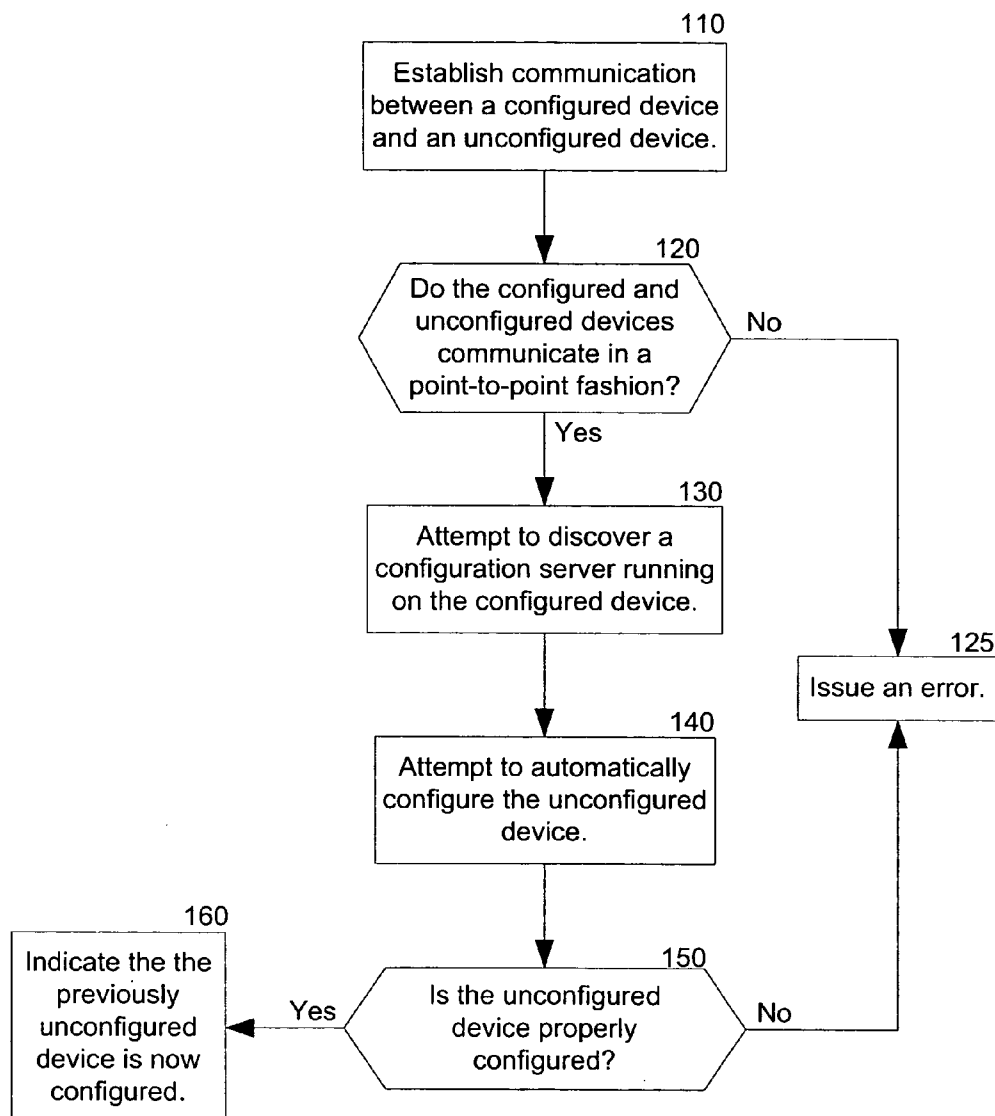 110
Establish communication
between a configured device
and an unconfigured device.
120
Do the configured and
unconfigured devices
communicate in a
point-to-point fashion?
No
Yes
130
Attempt to discover a
configuration server running
on the configured device.
125
Issue an error.
140
Attempt to automatically
configure the unconfigured
device.
160
Indicate the the
previously
unconfigured
device is now
configured.
Yes
150
Is the unconfigured
device properly
configured?
No